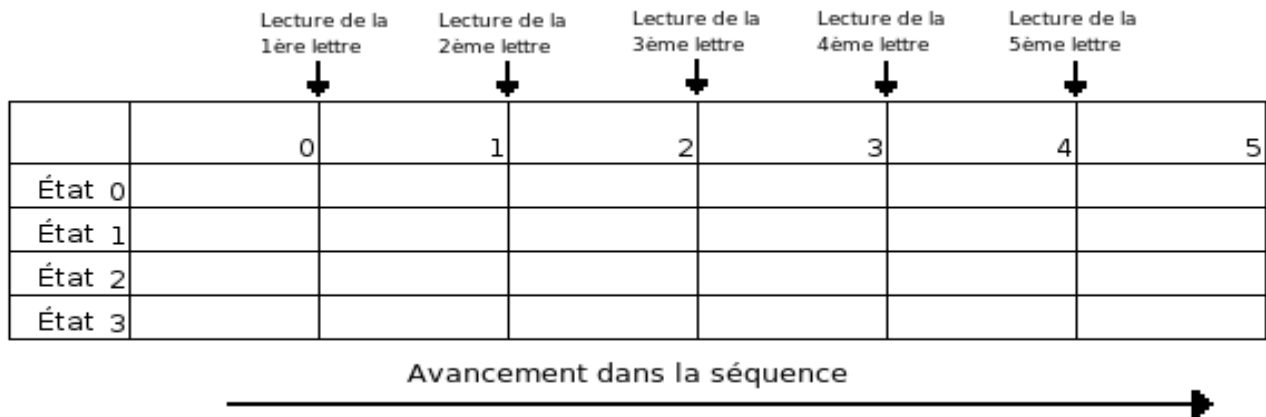 Lecture de la
1ère lettre
Lecture de la
2ème lettre
Lecture de la
3ème lettre
Lecture de la
4ème lettre
Lecture de la
5ème lettre
0 1 2 3 4 5
État 0
État 1
État 2
État 3
Avancement dans la séquence